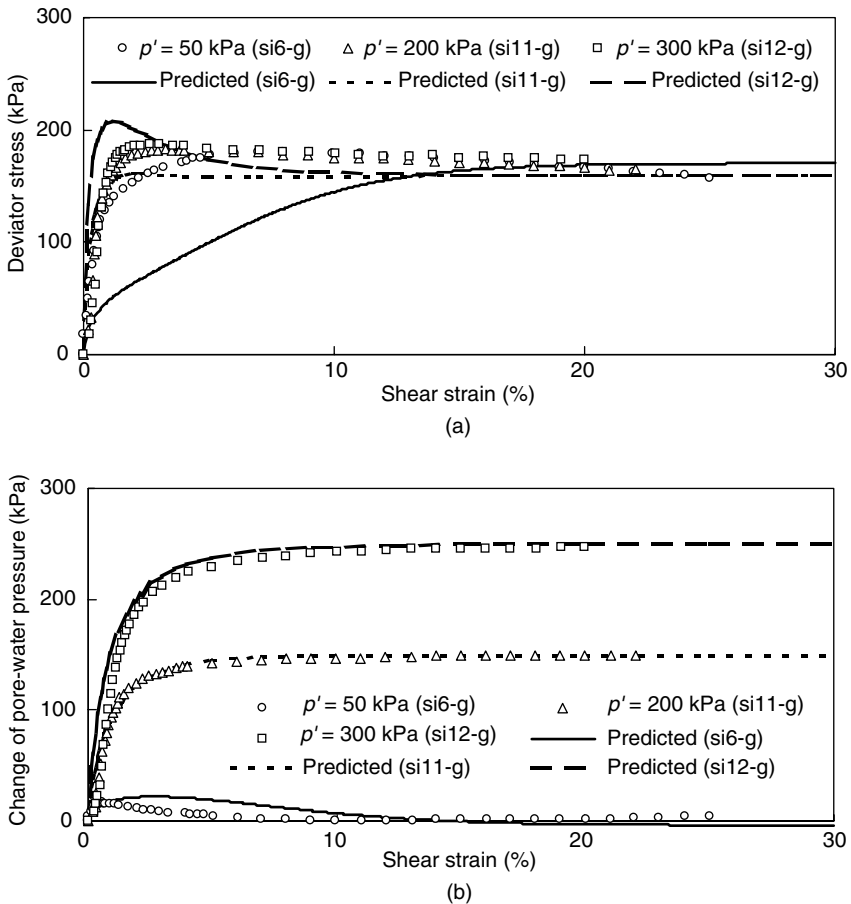 300
p' = 50 kPa (si6-g) p' = 200 kPa (si11-g) p' = 300 kPa (si12-g)
Predicted (si6-g) Predicted (si11-g) Predicted (si12-g)
200
Deviator stress (kPa)
100
0
0 10 20 30
Shear strain (%)
(a)
300
Change of pore-water pressure (kPa)
200
100
p' = 50 kPa (si6-g) p' = 200 kPa (si11-g)
p' = 300 kPa (si12-g) Predicted (si6-g)
Predicted (si11-g) Predicted (si12-g)
0
0 10 20 30
Shear strain (%)
(b)